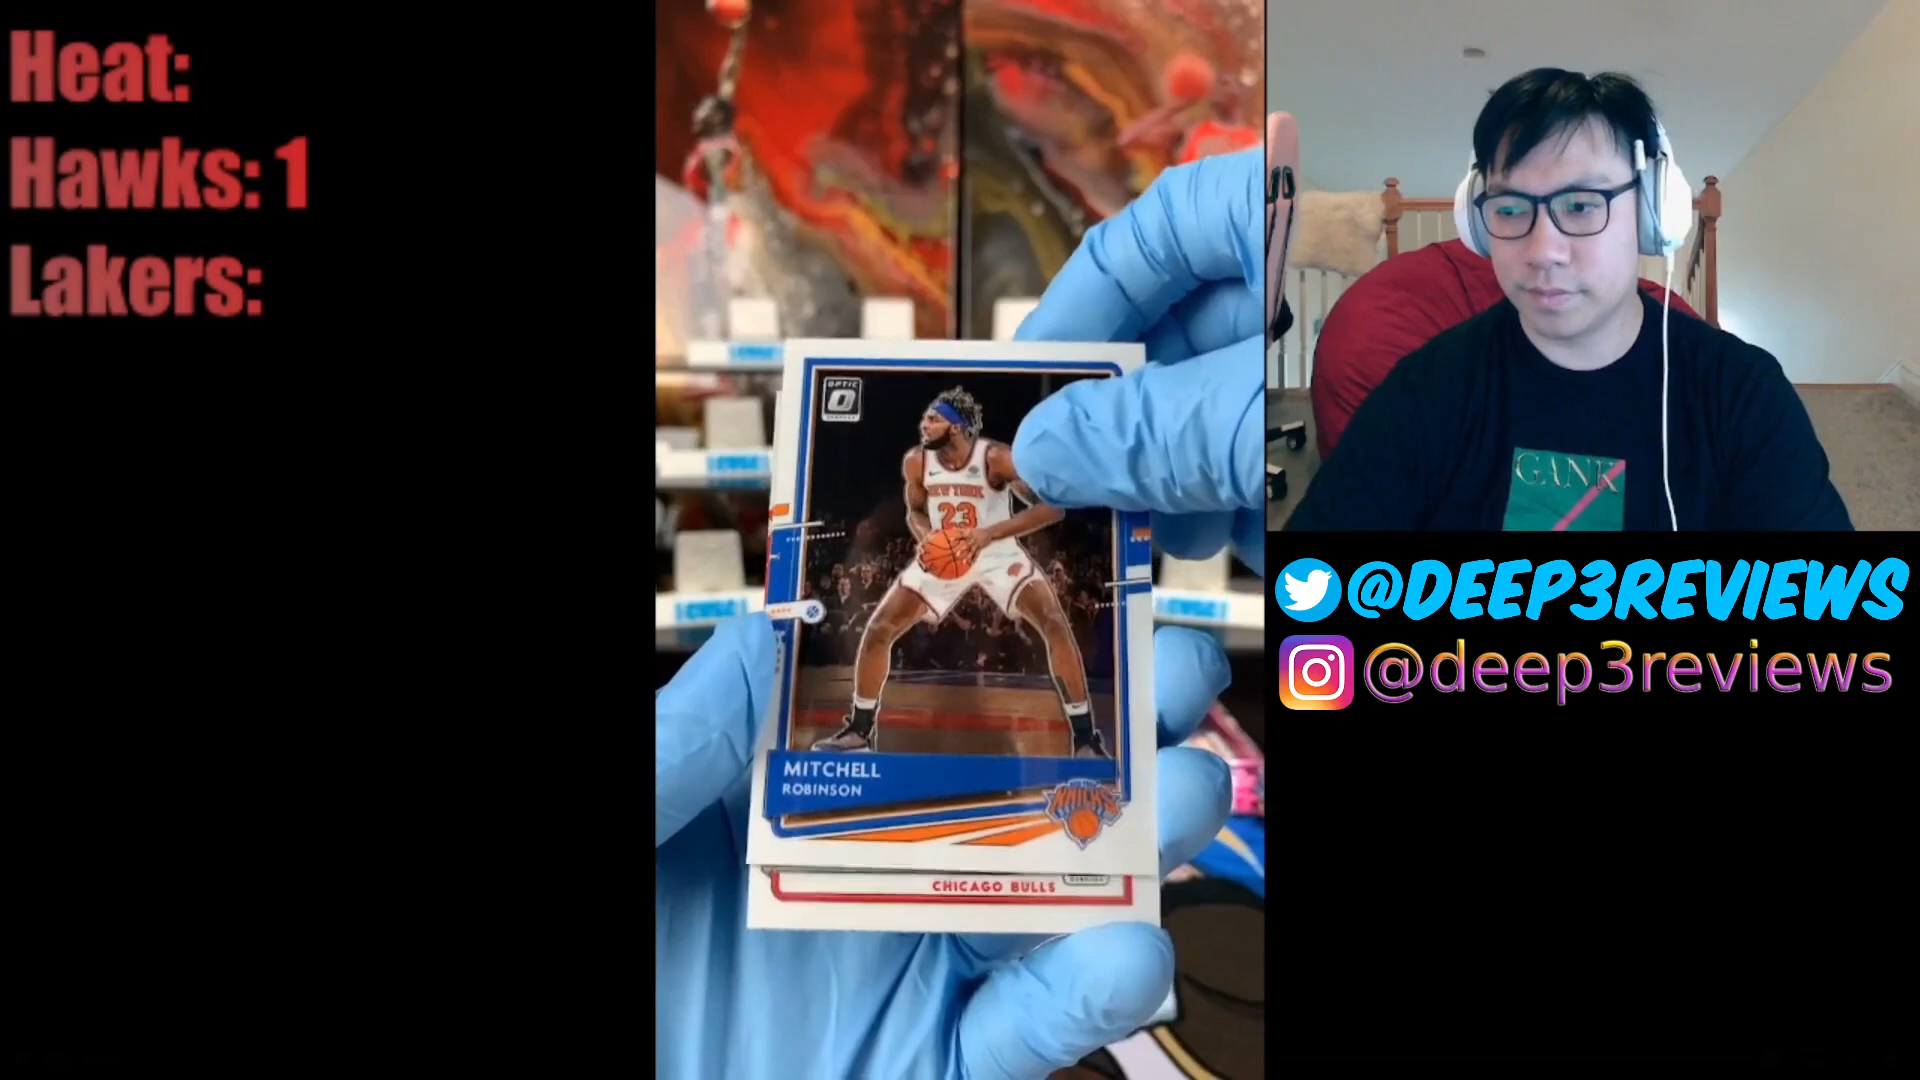 Heat:
Hawks: 1
Lakers:
OPTIC
NEW YORK
23
MITCHELL
ROBINSON
KNICKS
CHICAGO BULLS
GANK
@DEEP3REVIEWS
@deep3reviews